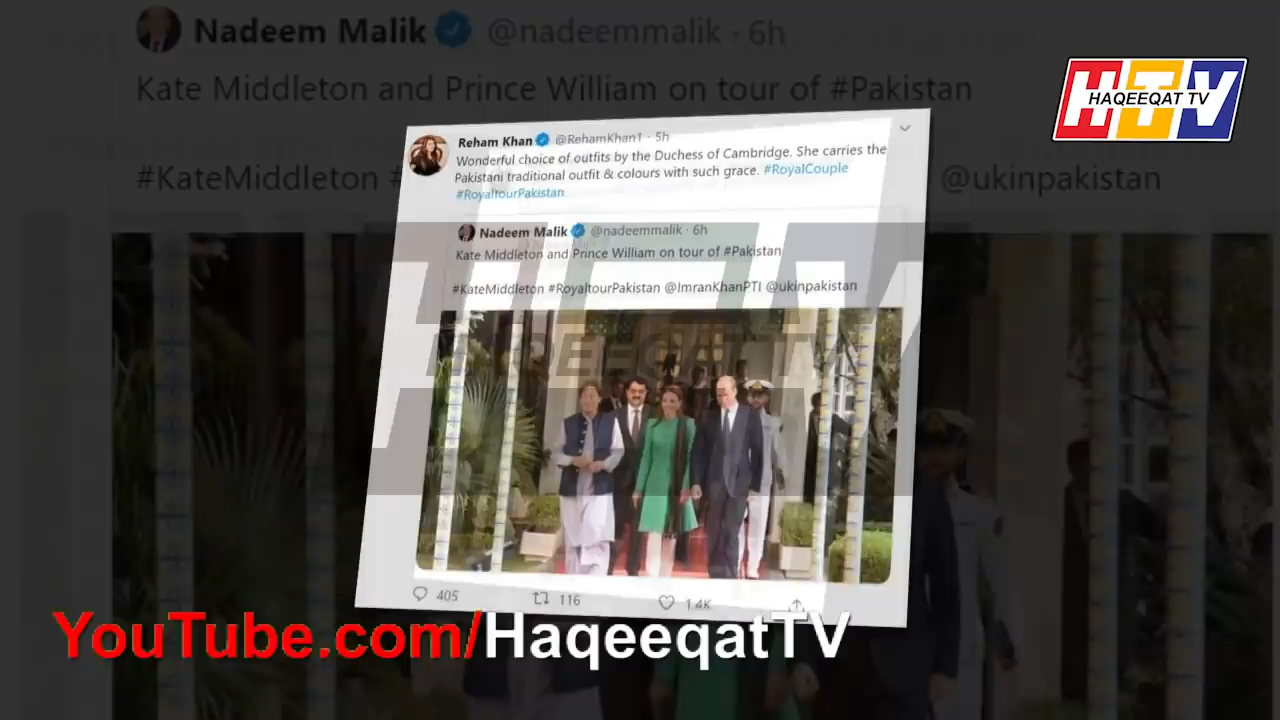 Nadeem Malik @nadeemmalik · 6h
Kate Middleton and Prince William on tour of #Pakistan
#KateMiddleton # @ukinpakistan
HAQEEQAT TV
Reham Khan @RehamKhan1 · 5h
Wonderful choice of outfits by the Duchess of Cambridge. She carries the
Pakistani traditional outfit & colours with such grace. #RoyalCouple
#RoyaltourPakistan
Nadeem Malik @nadeemmalik · 6h
Kate Middleton and Prince William on tour of #Pakistan
#KateMiddleton #RoyaltourPakistan @ImranKhanPTI @ukinpakistan
HAQEEQAT TV
405 116 1.4K
YouTube.com/HaqeeqatTV